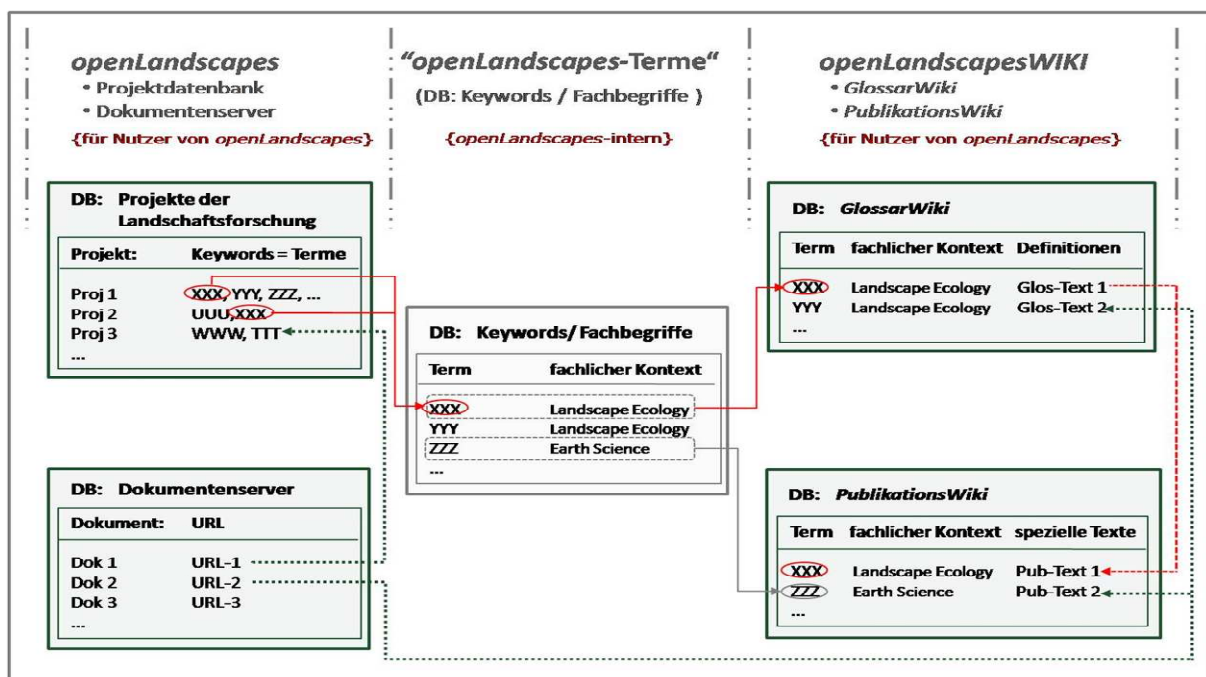 openLandscapes
• Projektdatenbank
• Dokumentenserver
{für Nutzer von openLandscapes}
“openLandscapes-Terme“
(DB: Keywords / Fachbegriffe )
{openLandscapes-intern}
openLandscapesWIKI
• GlossarWiki
• PublikationsWiki
{für Nutzer von openLandscapes}
DB: Projekte der
Landschaftsforschung
Projekt: Keywords = Terme
Proj 1 XXX, YYY, ZZZ, ...
Proj 2 UUU,XXX
Proj 3 WWW, TTT
...
DB: Dokumentenserver
Dokument: URL
Dok 1 URL-1
Dok 2 URL-2
Dok 3 URL-3
...
DB: Keywords/Fachbegriffe
Term fachlicher Kontext
XXX Landscape Ecology
YYY Landscape Ecology
ZZZ Earth Science
...
DB: GlossarWiki
Term fachlicher Kontext Definitionen
XXX Landscape Ecology Glos-Text 1
YYY Landscape Ecology Glos-Text 2
...
DB: PublikationsWiki
Term fachlicher Kontext spezielle Texte
XXX Landscape Ecology Pub-Text 1
ZZZ Earth Science Pub-Text 2
...